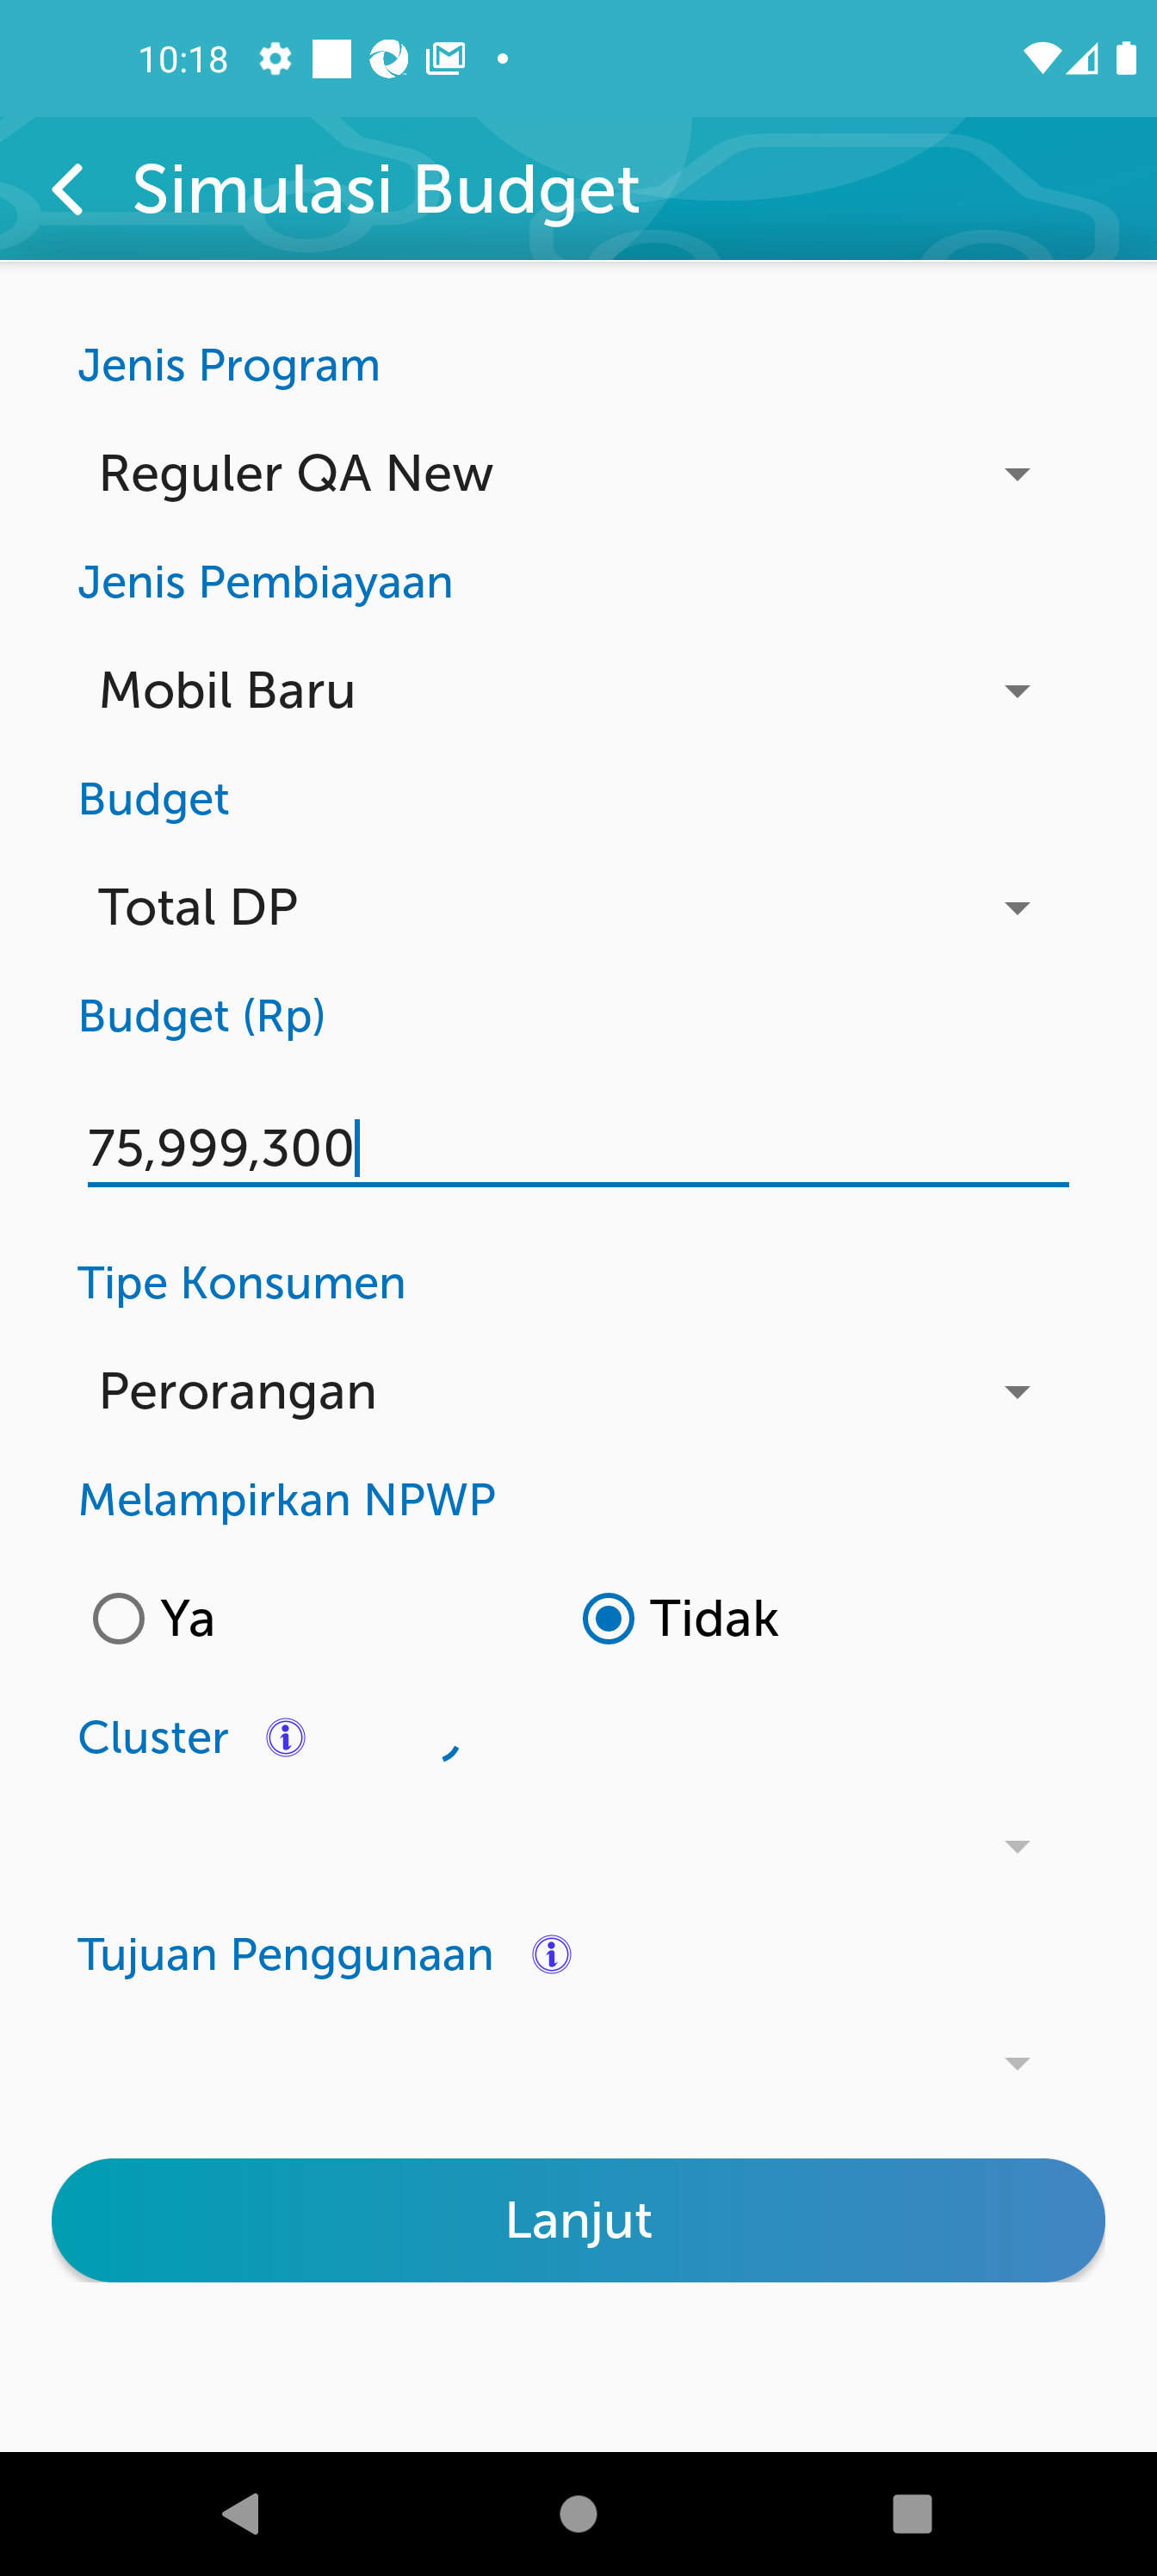 10:18
Simulasi Budget
Jenis Program
Reguler QA New
Jenis Pembiayaan
Mobil Baru
Budget
Total DP
Budget (Rp)
75,999,300
Tipe Konsumen
Perorangan
Melampirkan NPWP
Ya Tidak
Cluster
Tujuan Penggunaan
Lanjut